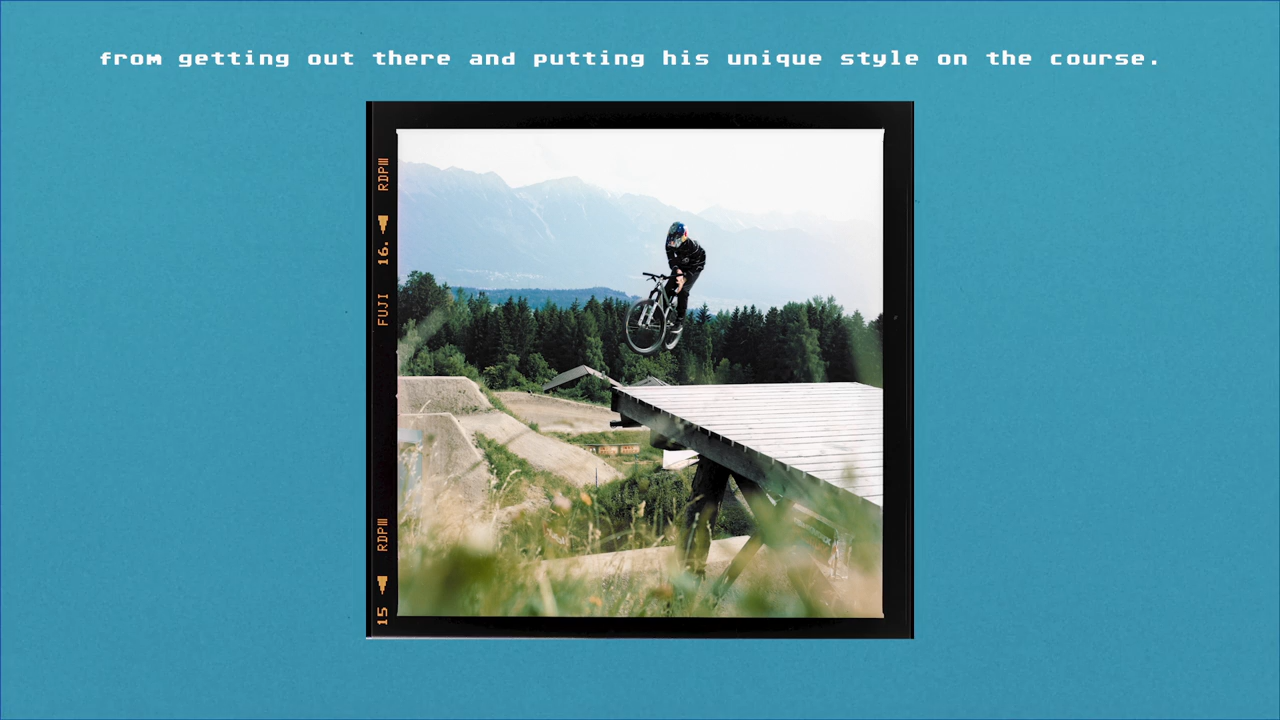 from getting out there and putting his unique style on the course.
RDPIII
16.
FUJI
RDPIII
15